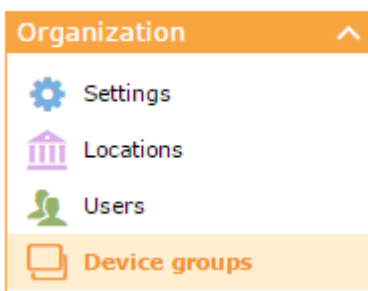 Organization
Settings
Locations
Users
Device groups